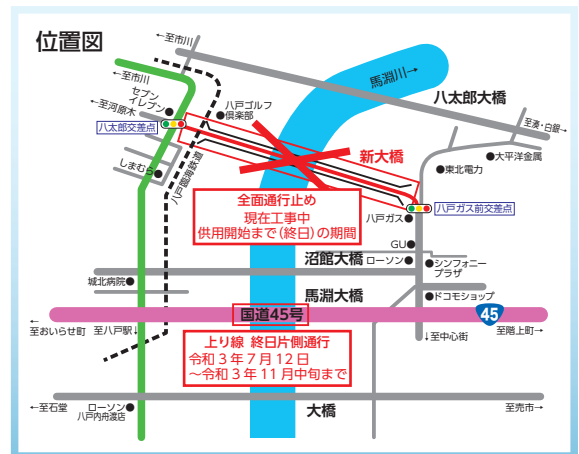 位置図
←至市川
←至市川
セブン
イレブン
←至河原木
八太郎交差点
八戸ゴルフ
倶楽部
しまむら
八戸臨海鉄道
馬淵川→
八太郎大橋
至湊・白銀→
新大橋
大平洋金属
東北電力
全面通行止め
現在工事中
供用開始まで(終日)の期間
八戸ガス前交差点
八戸ガス
GU
ローソン
沼館大橋
シンフォニー
プラザ
城北病院
馬淵大橋
ドコモショップ
国道45号
45
←
至おいらせ町
至八戸駅↓
上り線 終日片側通行
令和3年7月12日
~令和3年11月中旬まで
↓至中心街
→
至階上町
←至石堂
ローソン
八戸内舟渡店
大橋
至売市→